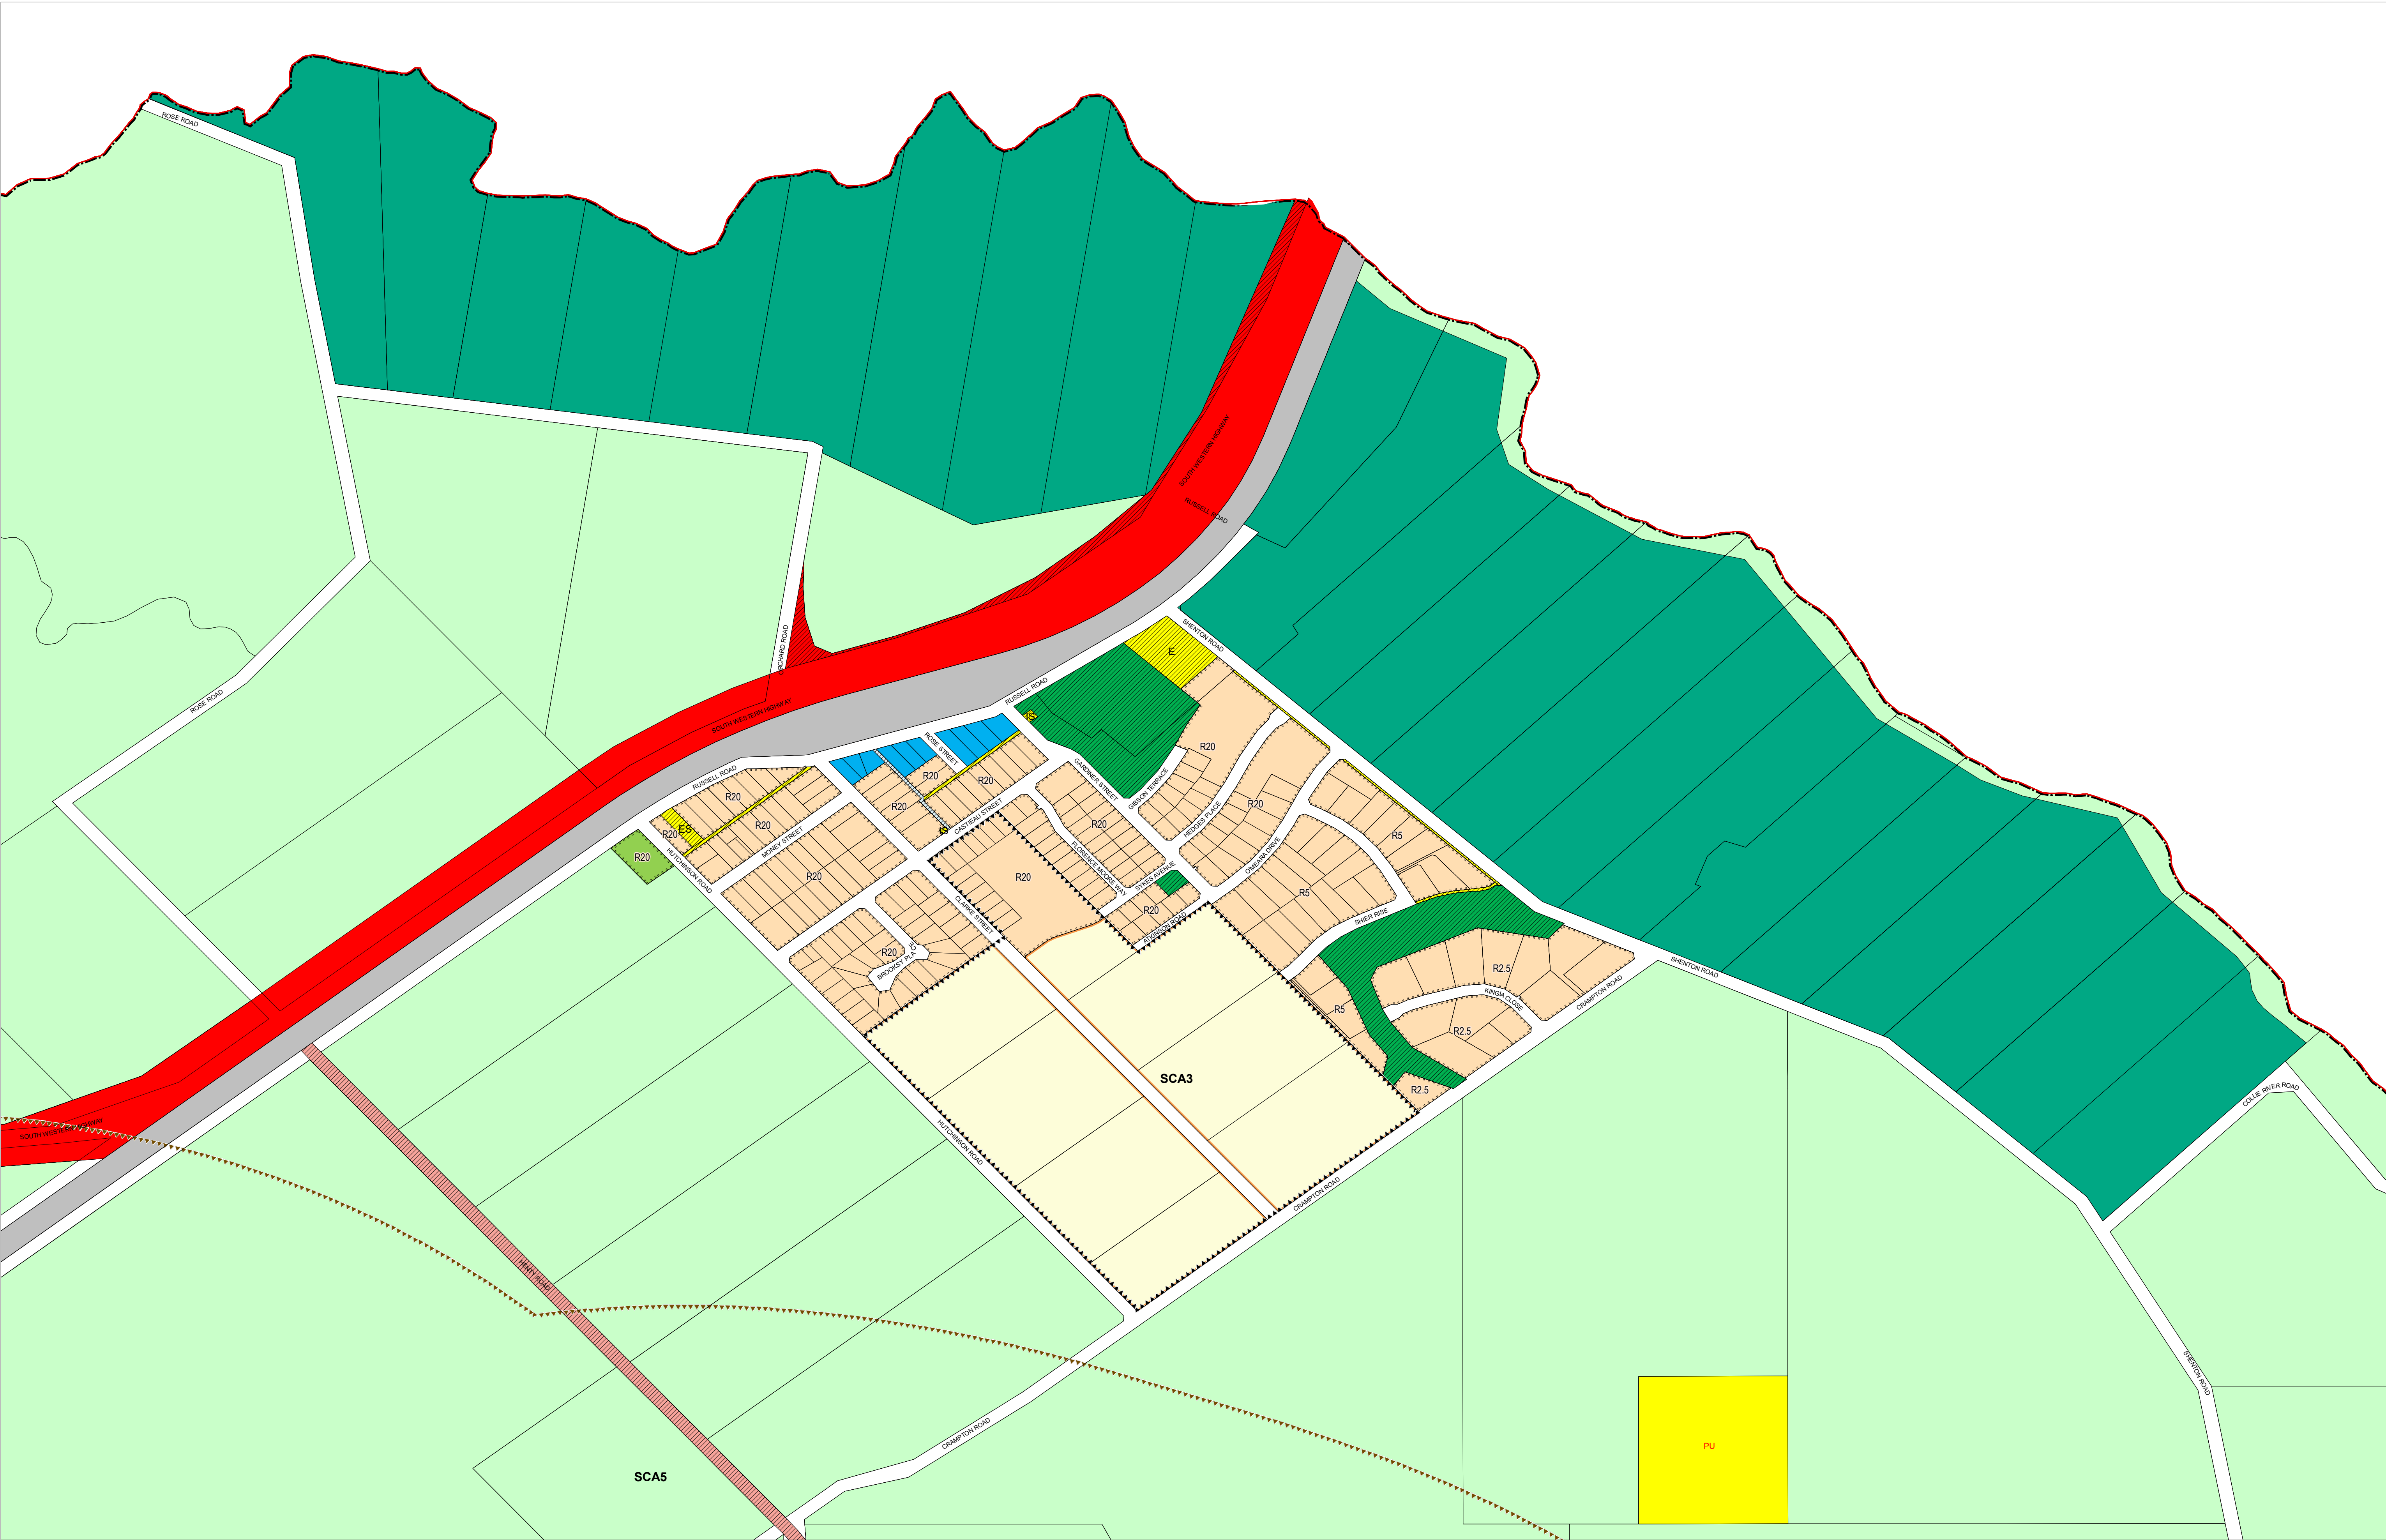 ROSE ROAD
SOUTH WESTERN HIGHWAY
RUSSELL ROAD
SHENTON ROAD
E
ORCHARD ROAD
ROSE ROAD
RUSSELL ROAD
SOUTH WESTERN HIGHWAY
ROSE STREET
R20
GARDINER STREET
GIBSON TERRACE
RUSSELL ROAD
R20
R20
R20
R20
HEDGES PLACE
R20
CASTIEAU STREET
R20
R20
R20
ES
R5
R20
MONEY STREET
O'MEARA DRIVE
FLORENCE MOORE WAY
R20
HUTCHINSON ROAD
R20
R20
SYKES AVENUE
R5
CLARKE STREET
R20
SHIER RISE
ATKINSON ROAD
R20
BROOKSY PLACE
R2.5
SHENTON ROAD
KINGIA CLOSE
CRAMPTON ROAD
R5
R2.5
SCA3
R2.5
COLLIE RIVER ROAD
SOUTH WESTERN HIGHWAY
HUTCHINSON ROAD
CRAMPTON ROAD
HENTY ROAD
SHENTON ROAD
CRAMPTON ROAD
PU
SCA5